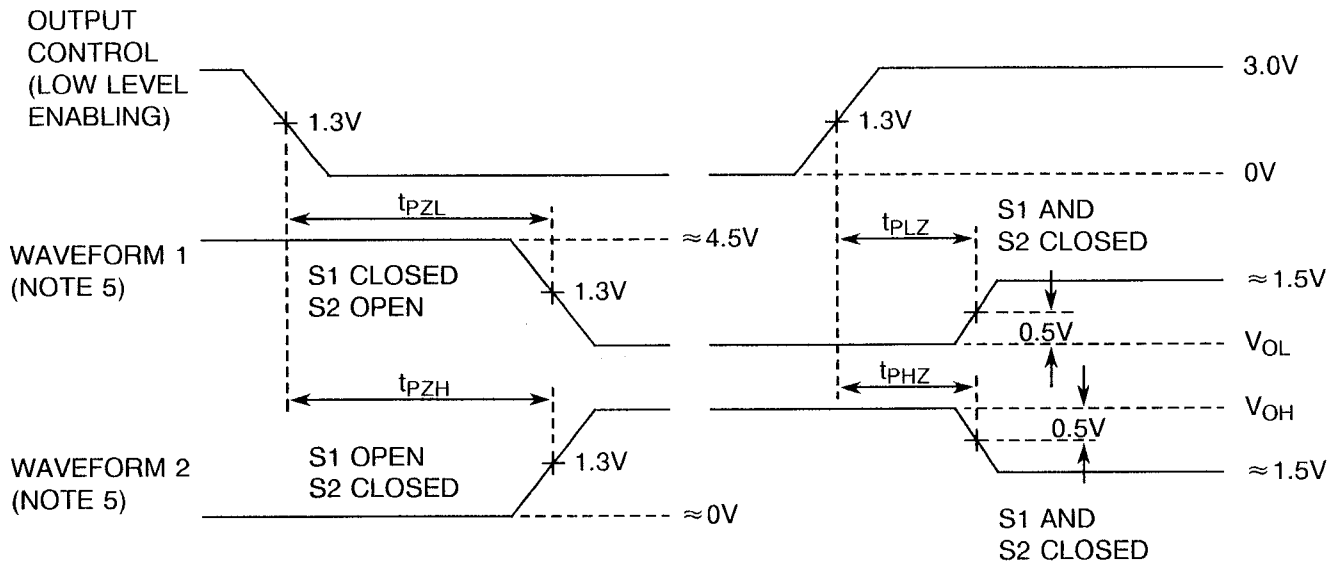 OUTPUT
CONTROL
(LOW LEVEL
ENABLING)
1.3V
1.3V
3.0V
0V
tPZL
≈4.5V
WAVEFORM 1
(NOTE 5)
S1 CLOSED
S2 OPEN
1.3V
tPLZ
S1 AND
S2 CLOSED
≈1.5V
0.5V
VOL
tPZH
tPHZ
VOH
0.5V
WAVEFORM 2
(NOTE 5)
S1 OPEN
S2 CLOSED
1.3V
≈0V
≈1.5V
S1 AND
S2 CLOSED